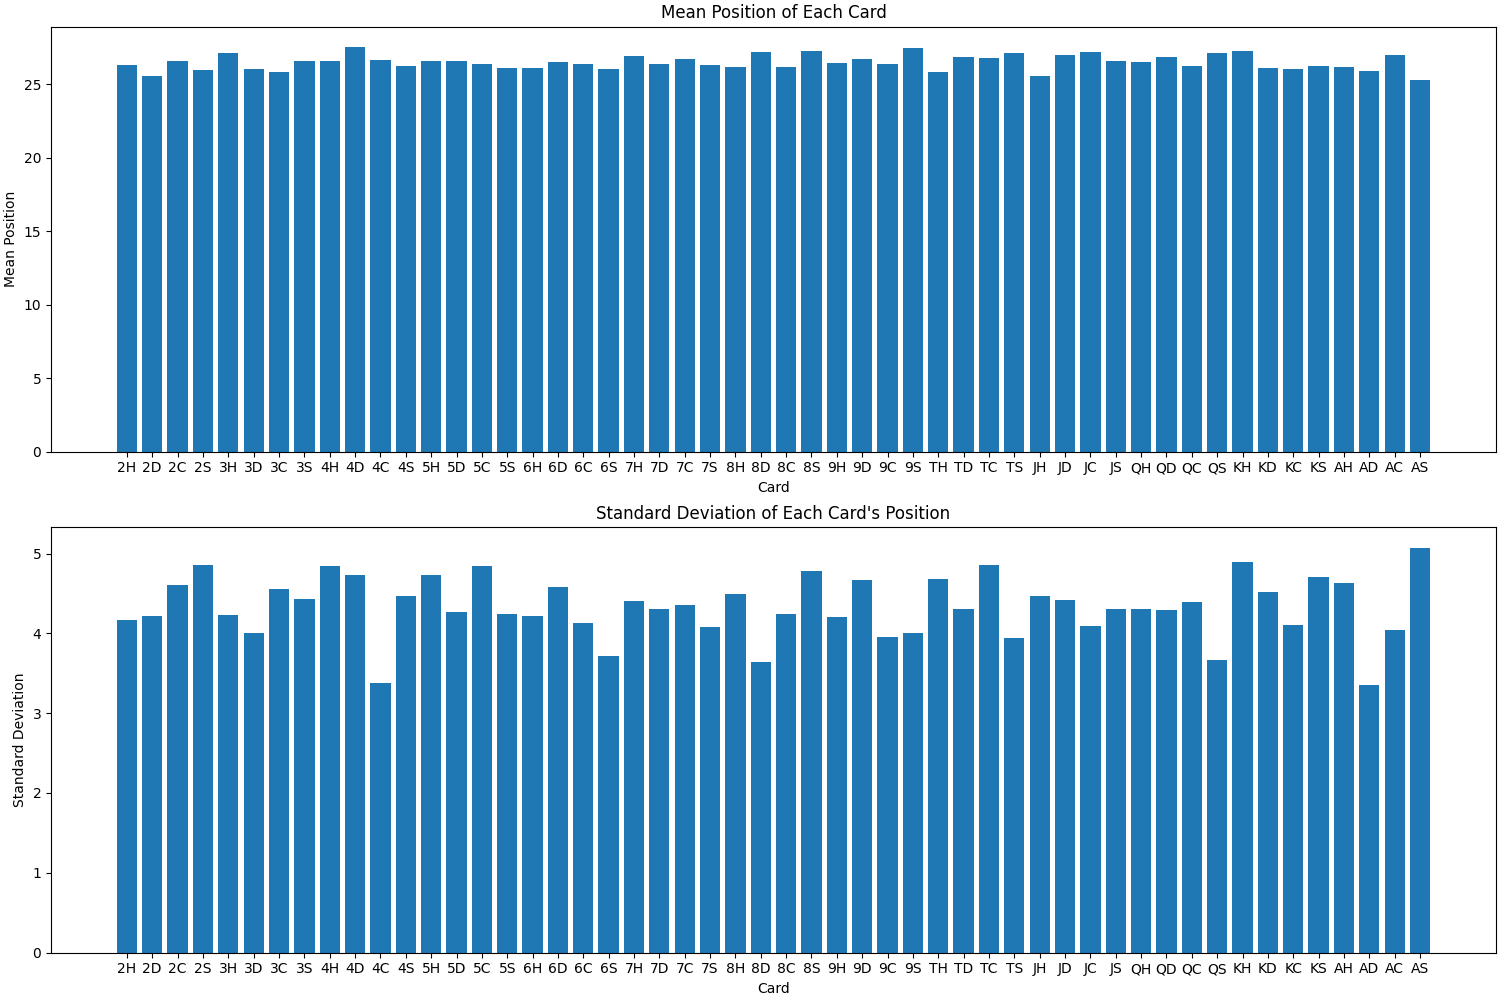 Mean Position of Each Card
Mean Position
25
20
15
10
5
0
2H 2D 2C 2S 3H 3D 3C 3S 4H 4D 4C 4S 5H 5D 5C 5S 6H 6D 6C 6S 7H 7D 7C 7S 8H 8D 8C 8S 9H 9D 9C 9S TH TD TC TS JH JD JC JS QH QD QC QS KH KD KC KS AH AD AC AS
Card
Standard Deviation of Each Card's Position
Standard Deviation
5
4
3
2
1
0
2H 2D 2C 2S 3H 3D 3C 3S 4H 4D 4C 4S 5H 5D 5C 5S 6H 6D 6C 6S 7H 7D 7C 7S 8H 8D 8C 8S 9H 9D 9C 9S TH TD TC TS JH JD JC JS QH QD QC QS KH KD KC KS AH AD AC AS
Card